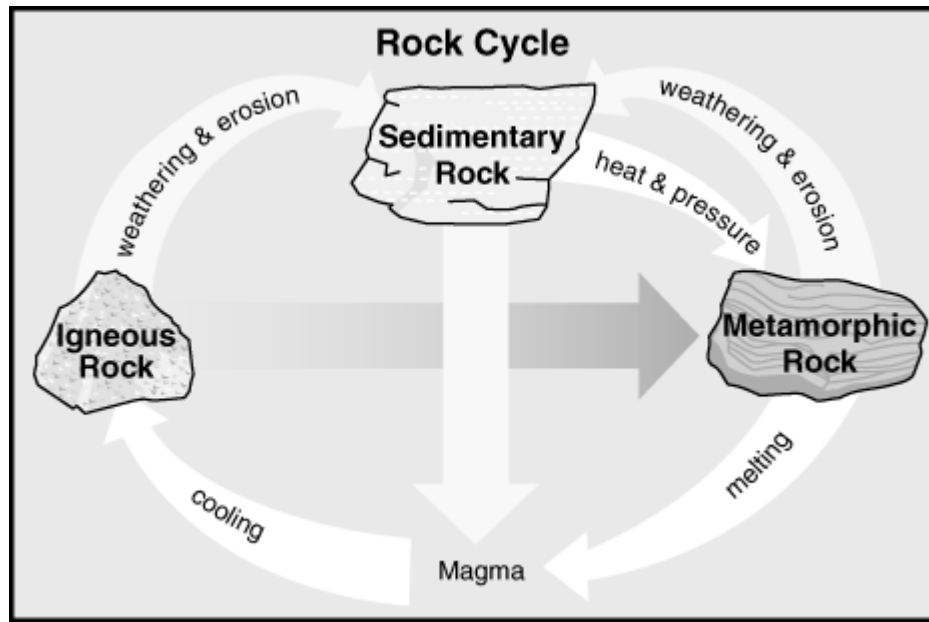 Rock Cycle
weathering & erosion
Sedimentary
Rock
weathering & erosion
heat & pressure
Igneous
Rock
Metamorphic
Rock
cooling
Magma
melting